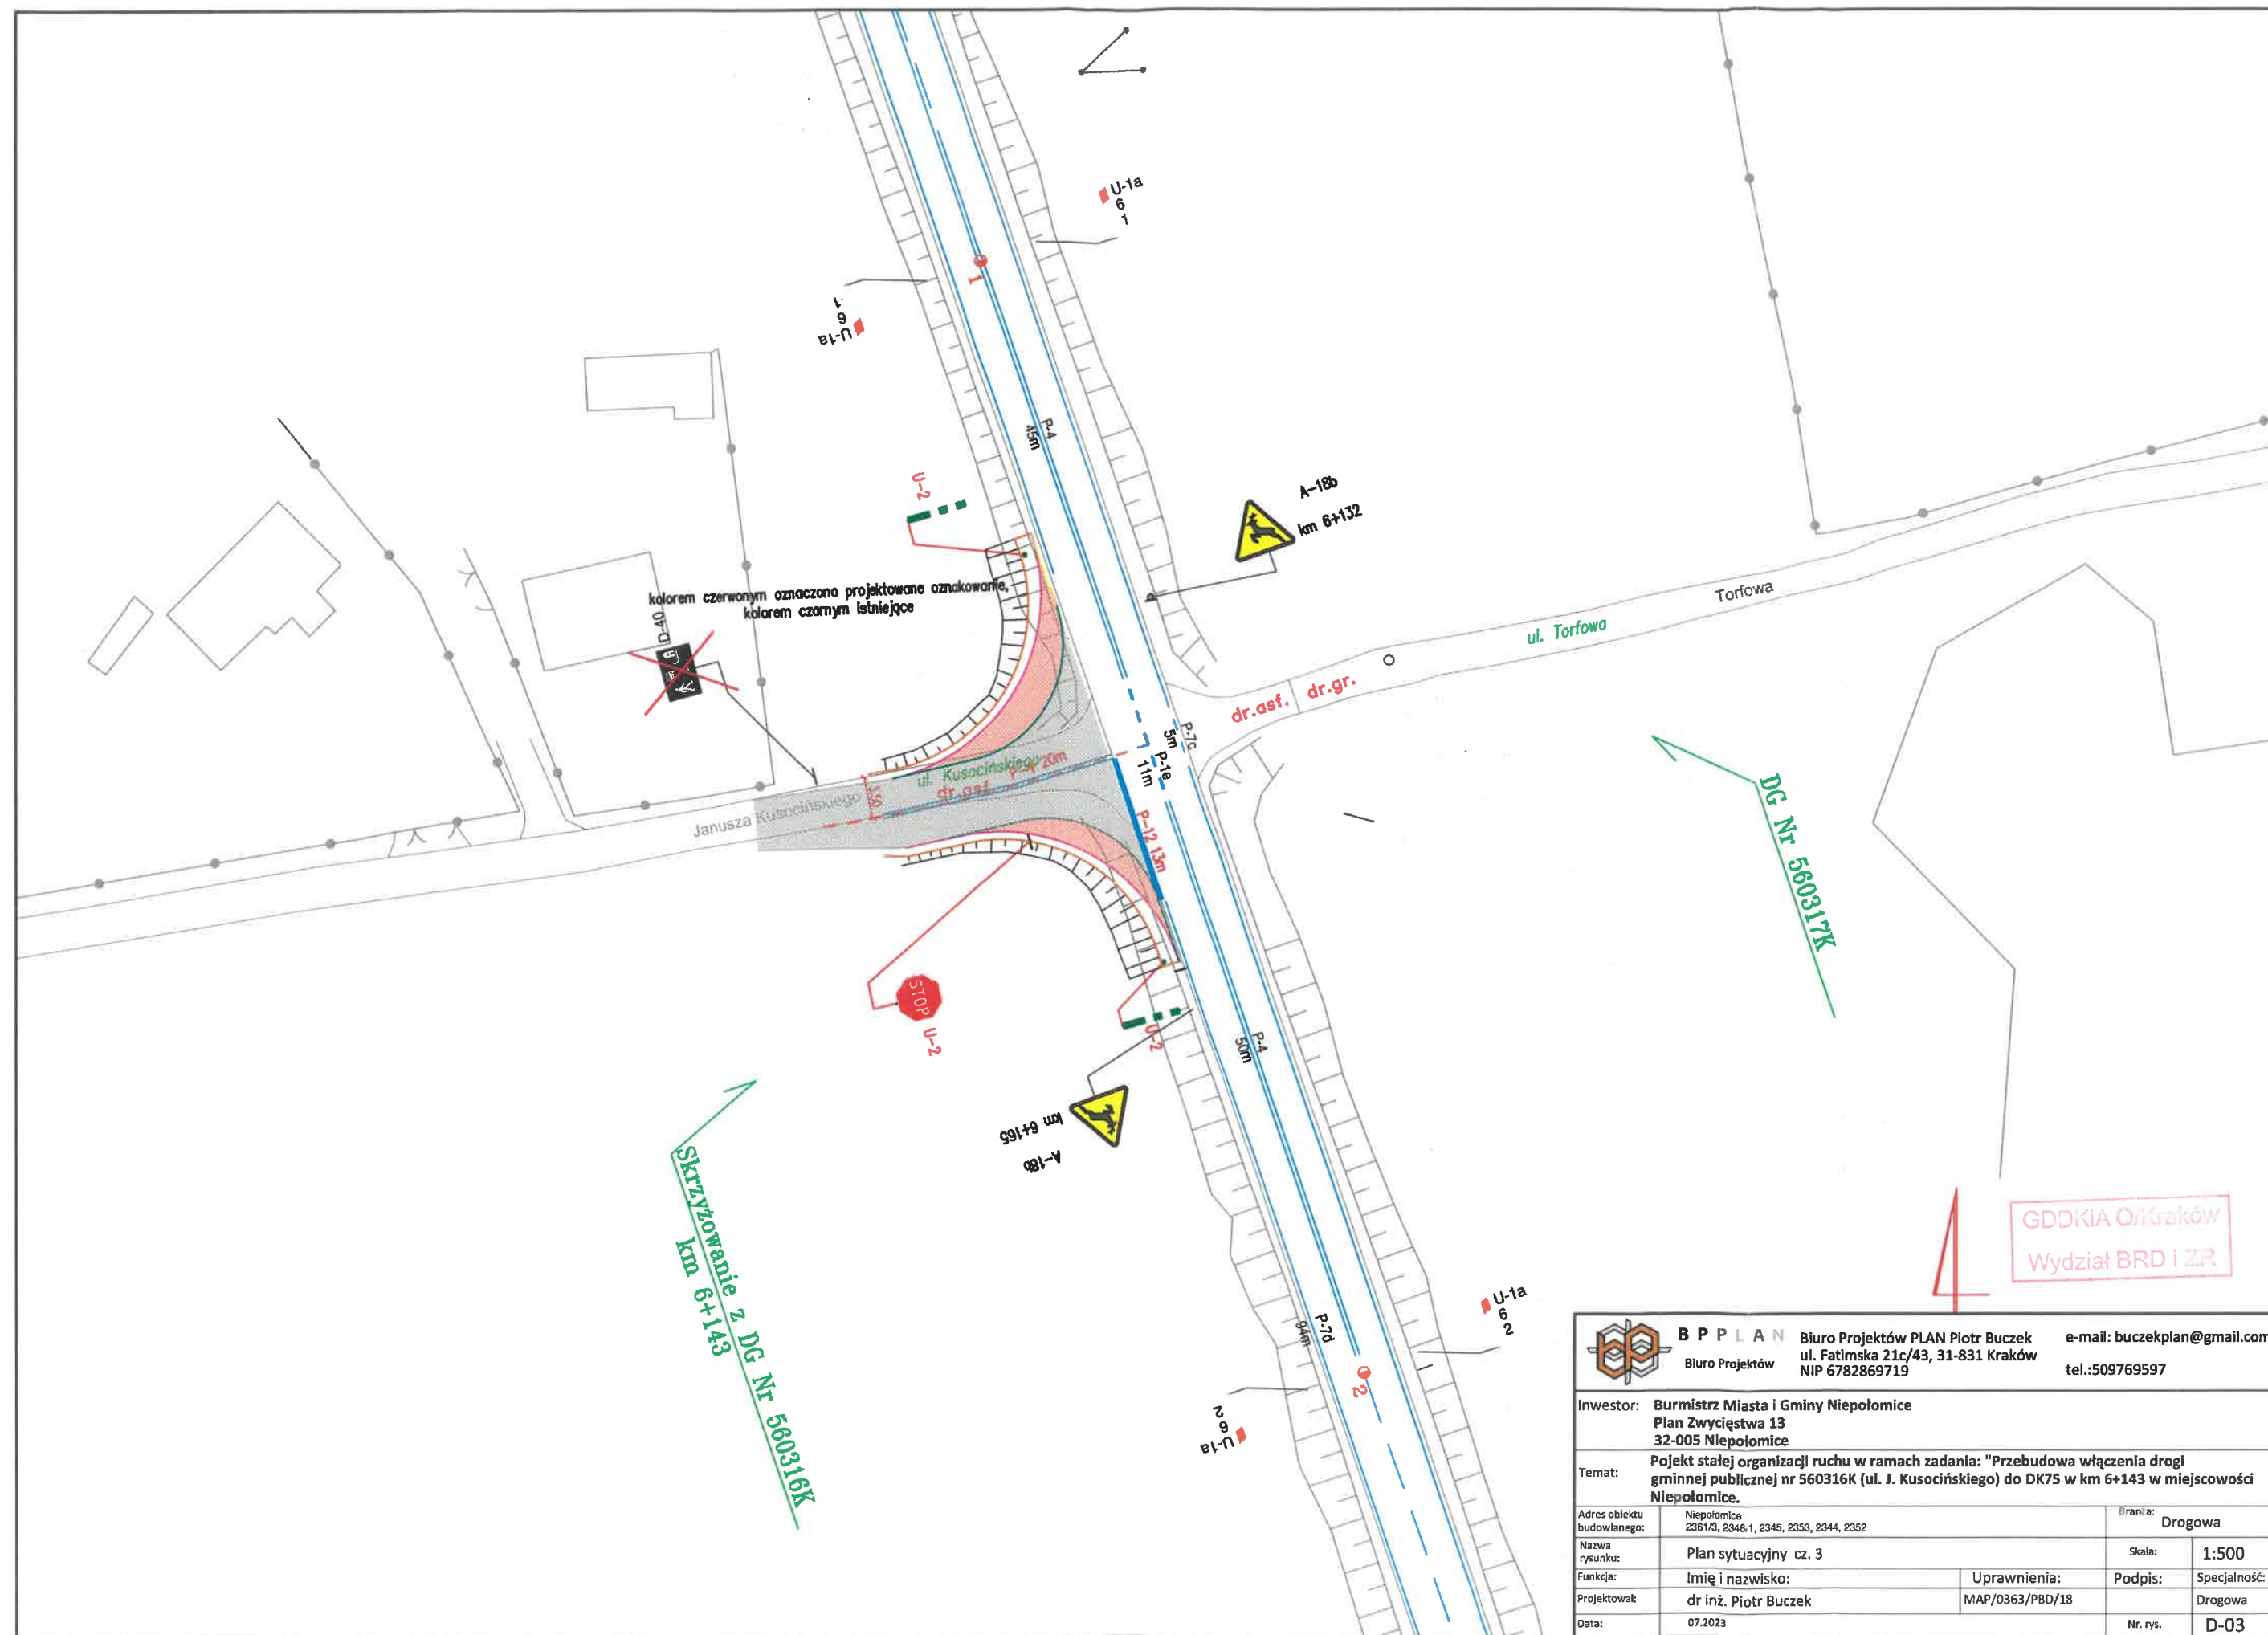 U-1a
6
1
1
U-1a
6
1
P-4
45m
U-2
A-18b
km 6+132
kolorem czerwonym oznaczono projektowane oznakowanie,
kolorem czarnym istniejące
D-40
Torfowa
ul. Torfowa
dr.asf.
dr.gr.
P-7c
5m
P-1e
11m
ul. Kusocińskiego
20m
dr.asf.
3,50
Janusza Kusocińskiego
P-12 13m
DG Nr 560317K
STOP
U-2
U-2
P-4
50m
A-18b
km 6+165
Skrzyżowanie z DG Nr 560316K
km 6+143
GDDKiA O/Kraków
Wydział BRD i ZR
U-1a
6
2
P-7d
94m
2
U-1a
6
2
BPPLAN
Biuro Projektów
Biuro Projektów PLAN Piotr Buczek
ul. Fatimska 21c/43, 31-831 Kraków
NIP 6782869719
e-mail: buczekplan@gmail.com
tel.:509769597
Inwestor: Burmistrz Miasta i Gminy Niepołomice
Plan Zwycięstwa 13
32-005 Niepołomice
Temat: Pojekt stałej organizacji ruchu w ramach zadania: "Przebudowa włączenia drogi
gminnej publicznej nr 560316K (ul. J. Kusocińskiego) do DK75 w km 6+143 w miejscowości
Niepołomice.
Adres obiektu
budowlanego:
Niepołomice
2361/3, 2346/1, 2345, 2353, 2344, 2352
Branża:
Drogowa
Nazwa
rysunku:
Plan sytuacyjny cz. 3
Skala: 1:500
Funkcja: Imię i nazwisko: Uprawnienia: Podpis: Specjalność:
Projektował: dr inż. Piotr Buczek MAP/0363/PBD/18 Drogowa
Data: 07.2023 Nr. rys. D-03